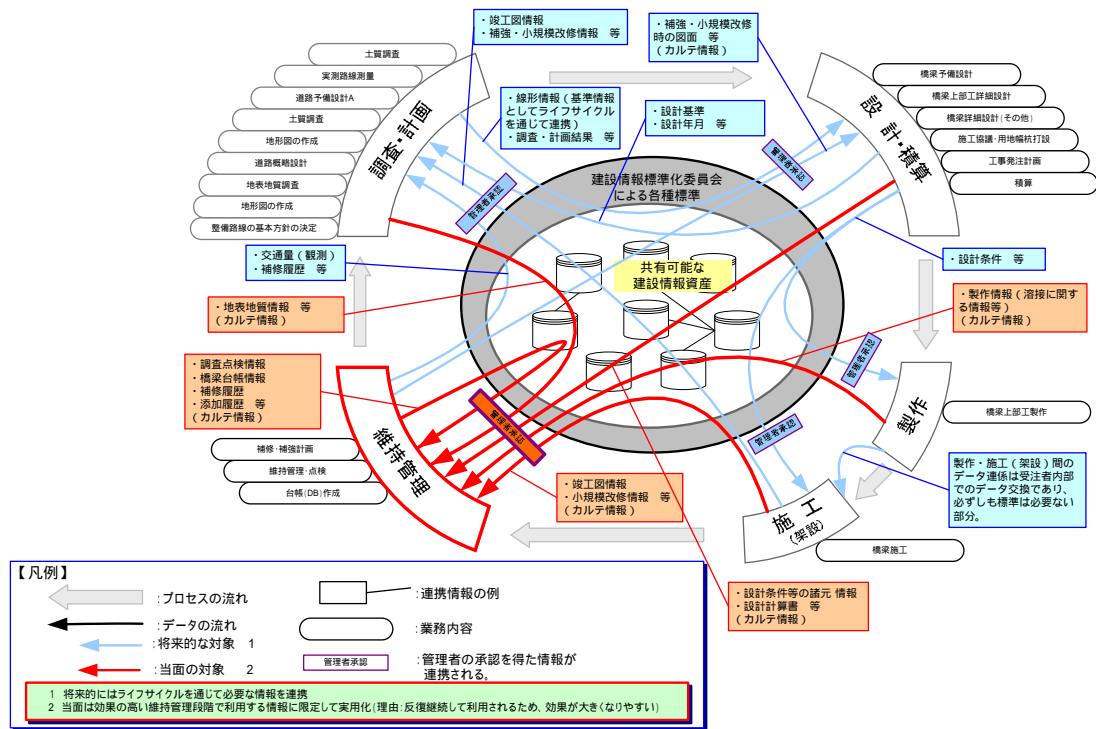 ・竣工図情報
・補強・小規模改修情報　等
・補強・小規模改修
時の図面　等
(カルテ情報)
土質調査
実測路線測量
道路予備設計A
土質調査
地形図の作成
道路概略設計
地表地質調査
地形図の作成
整備路線の基本方針の決定
調査・計画
・線形情報（基準情報
としてライフサイクル
を通じて連携）
・調査・計画結果　等
・設計基準
・設計年月　等
設計・積算
橋梁予備設計
橋梁上部工詳細設計
橋梁詳細設計(その他)
施工協議・用地幅杭打設
工事発注計画
積算
管理者承認
管理者承認
建設情報標準化委員会
による各種標準
共有可能な
建設情報資産
・交通量（観測）
・補修履歴　等
・設計条件　等
・地表地質情報　等
(カルテ情報)
・製作情報（溶接に関す
る情報等）
(カルテ情報)
・調査点検情報
・橋梁台帳情報
・補修履歴
・添加履歴　等
(カルテ情報)
管理者承認
管理者承認
管理者承認
製作
橋梁上部工製作
維持管理
補修・補強計画
維持管理・点検
台帳(DB)作成
・竣工図情報
・小規模改修情報　等
(カルテ情報)
製作・施工（架設）間の
データ連係は受注者内部
でのデータ交換であり、
必ずしも標準は必要ない
部分。
施工
(架設)
橋梁施工
・設計条件等の諸元 情報
・設計計算書　等
(カルテ情報)
【凡例】
:プロセスの流れ
:データの流れ
:将来的な対象　1
:当面の対象　2
:連携情報の例
:業務内容
管理者承認
:管理者の承認を得た情報が
連携される。
1 将来的にはライフサイクルを通じて必要な情報を連携
2 当面は効果の高い維持管理段階で利用する情報に限定して実用化(理由:反復継続して利用されるため、効果が大きくなりやすい)